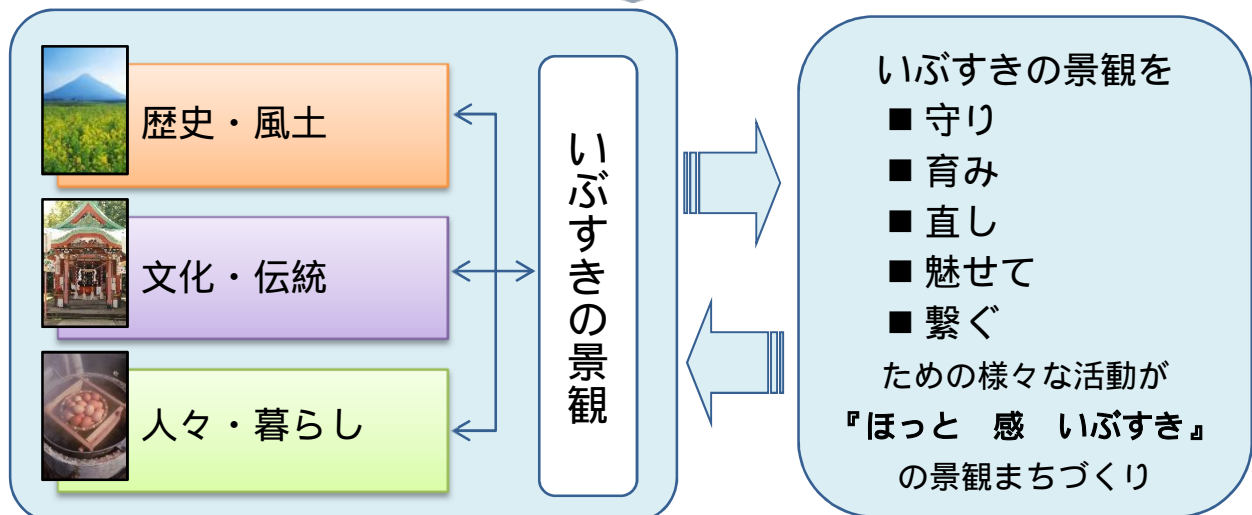 歴史・風土
文化・伝統
人々・暮らし
いぶすきの景観
いぶすきの景観を
■ 守り
■ 育み
■ 直し
■ 魅せて
■ 繋ぐ
ための様々な活動が
『ほっと　感　いぶすき』
の景観まちづくり